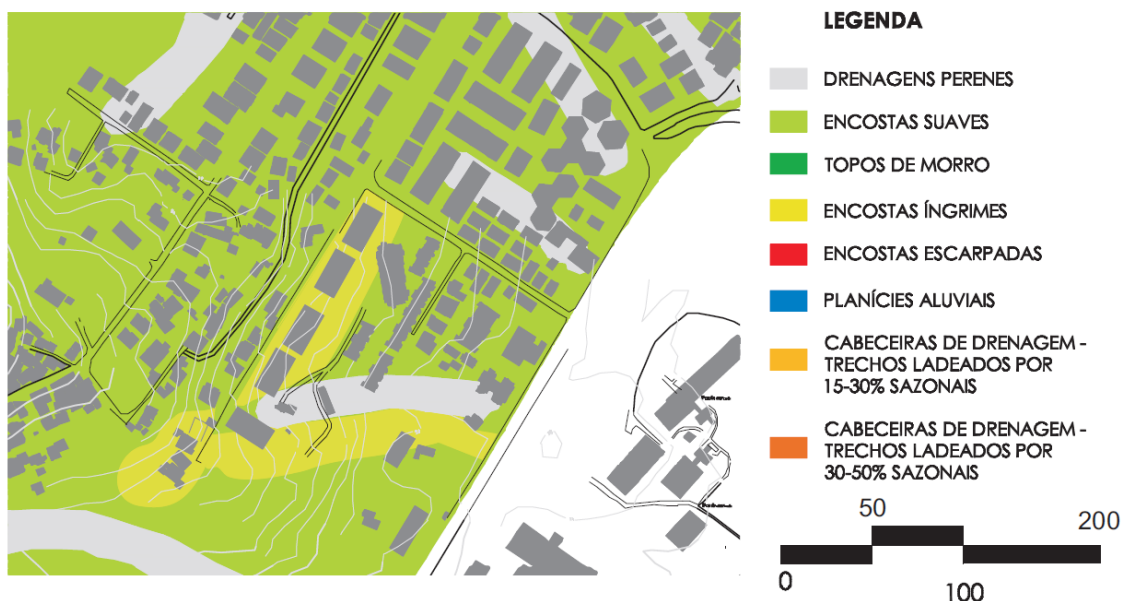 LEGENDA
DRENAGENS PERENES
ENCOSTAS SUAVES
TOPOS DE MORRO
ENCOSTAS ÍNGRIMES
ENCOSTAS ESCARPADAS
PLANÍCIES ALUVIAIS
CABECEIRAS DE DRENAGEM -
TRECHOS LADEADOS POR
15-30% SAZONAIS
CABECEIRAS DE DRENAGEM -
TRECHOS LADEADOS POR
30-50% SAZONAIS
50 200
0 100